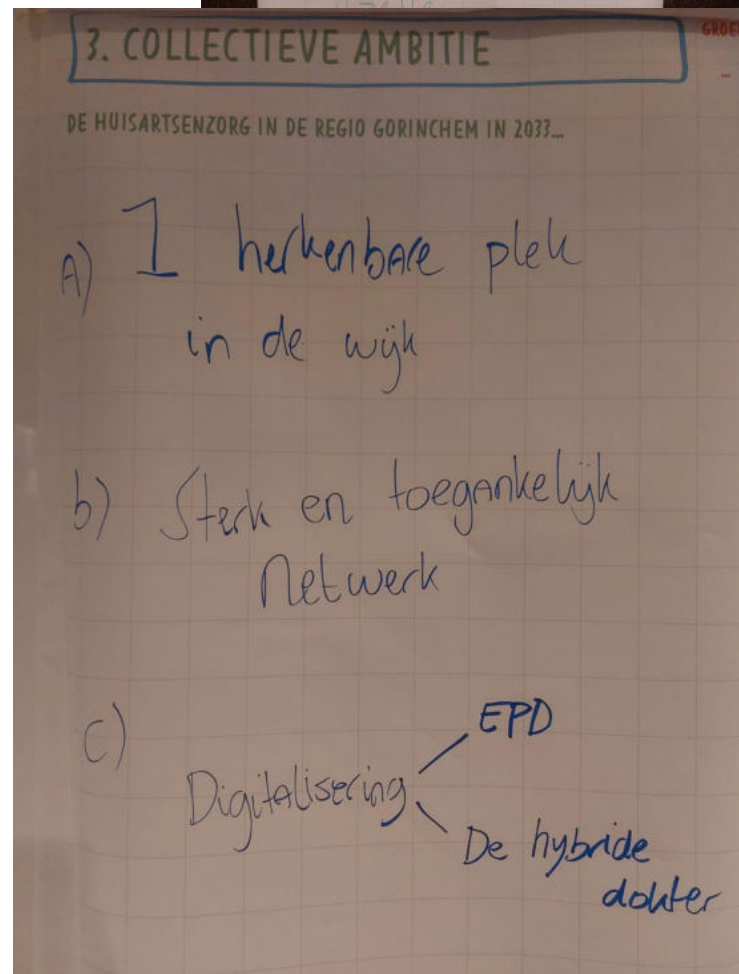 3. COLLECTIEVE AMBITIE
DE HUISARTSENZORG IN DE REGIO GORINCHEM IN 2033...
A) 1 herkenbare plek
in de wijk
b) Sterk en toegankelijk
Netwerk
c)
EPD
Digitalisering
De hybride
dokter